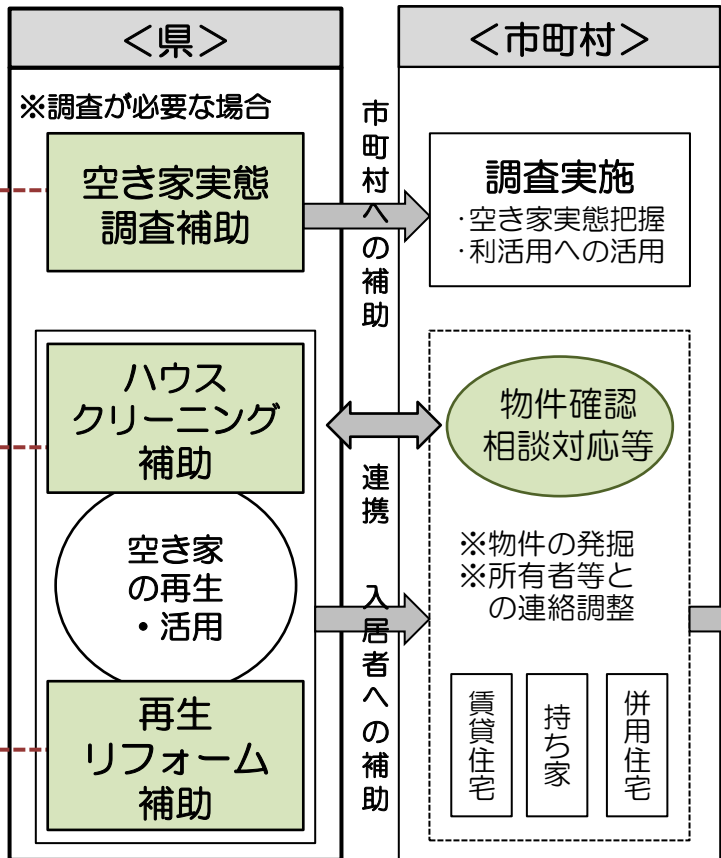 ＜県＞
※調査が必要な場合
空き家実態
調査補助
ハウス
クリーニング
補助
空き家
の再生
・活用
再生
リフォーム
補助
市町村への補助
連携
入居者への補助
＜市町村＞
調査実施
・空き家実態把握
・利活用への活用
物件確認
相談対応等
※物件の発掘
※所有者等と
の連絡調整
賃貸住宅
持ち家
併用住宅